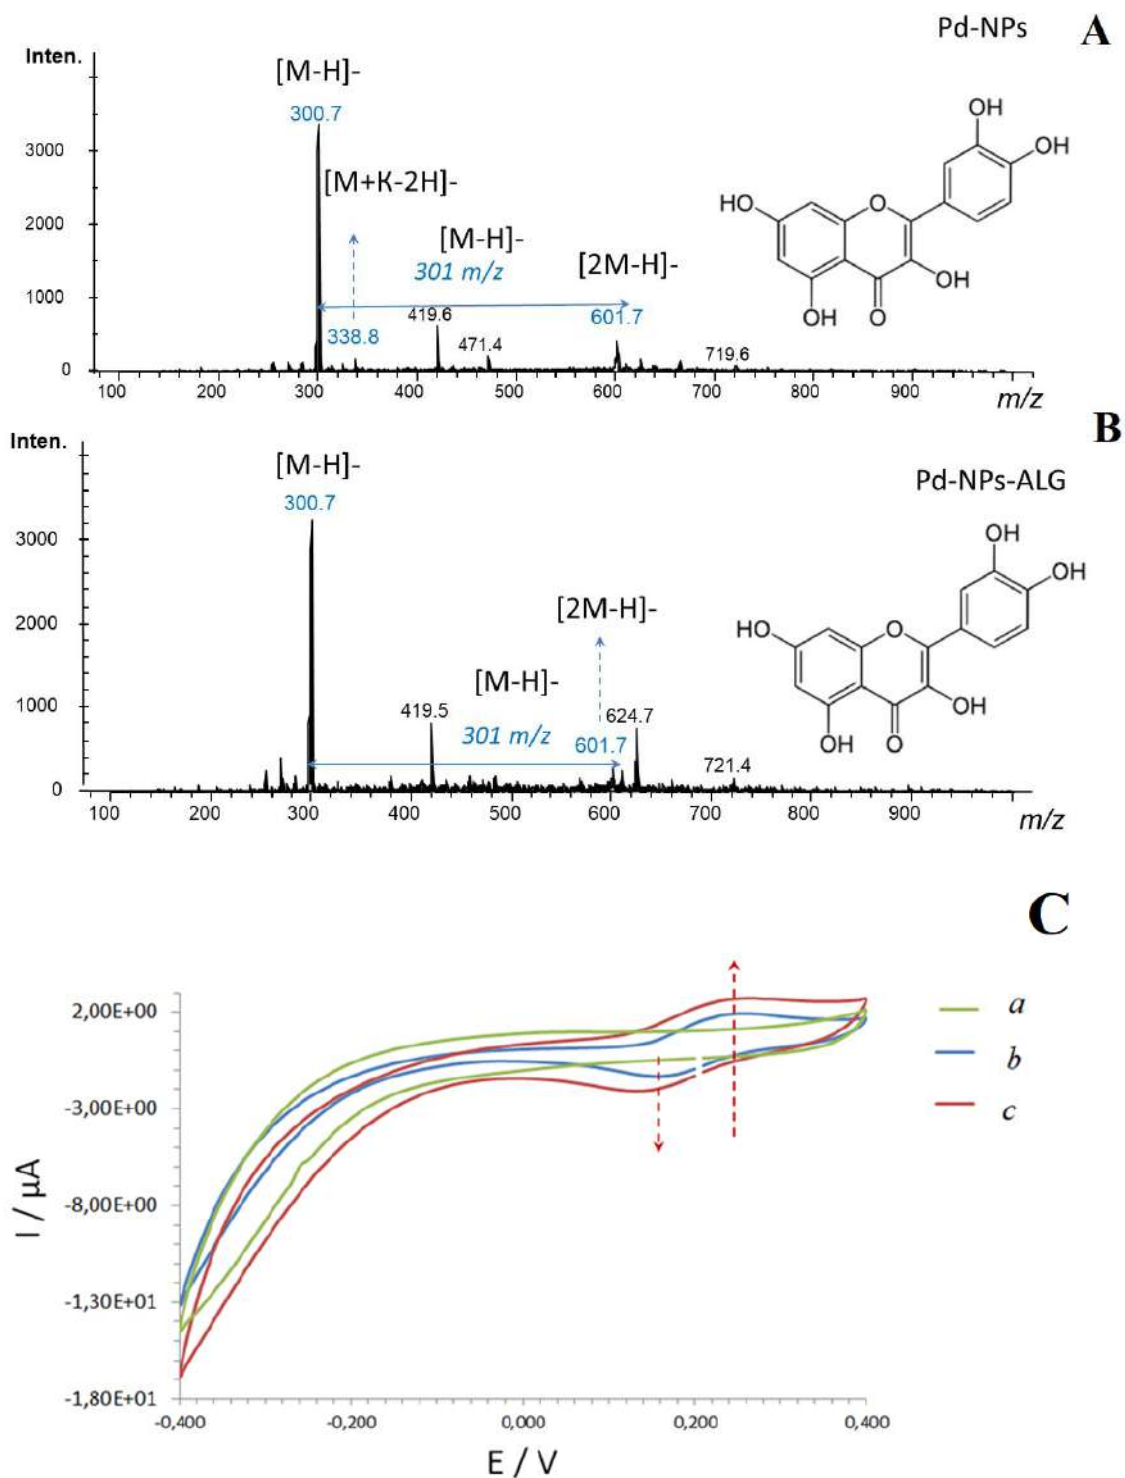 Pd-NPs
A
Inten.
[M-H]-
300.7
[M+K-2H]-
[M-H]-
301 m/z
[2M-H]-
3000
2000
1000
0
338.8
419.6
471.4
601.7
719.6
OH
OH
HO
O
OH
OH
O
100 200 300 400 500 600 700 800 900
m/z
B
Inten.
[M-H]-
300.7
Pd-NPs-ALG
[2M-H]-
[M-H]-
3000
2000
1000
0
419.5
301 m/z
601.7
624.7
721.4
OH
OH
HO
O
OH
OH
O
100 200 300 400 500 600 700 800 900
m/z
C
2,00E+00
-3,00E+00
-8,00E+00
-1,30E+01
-1,80E+01
I / µA
a
b
c
-0,400 -0,200 0,000 0,200 0,400
E / V